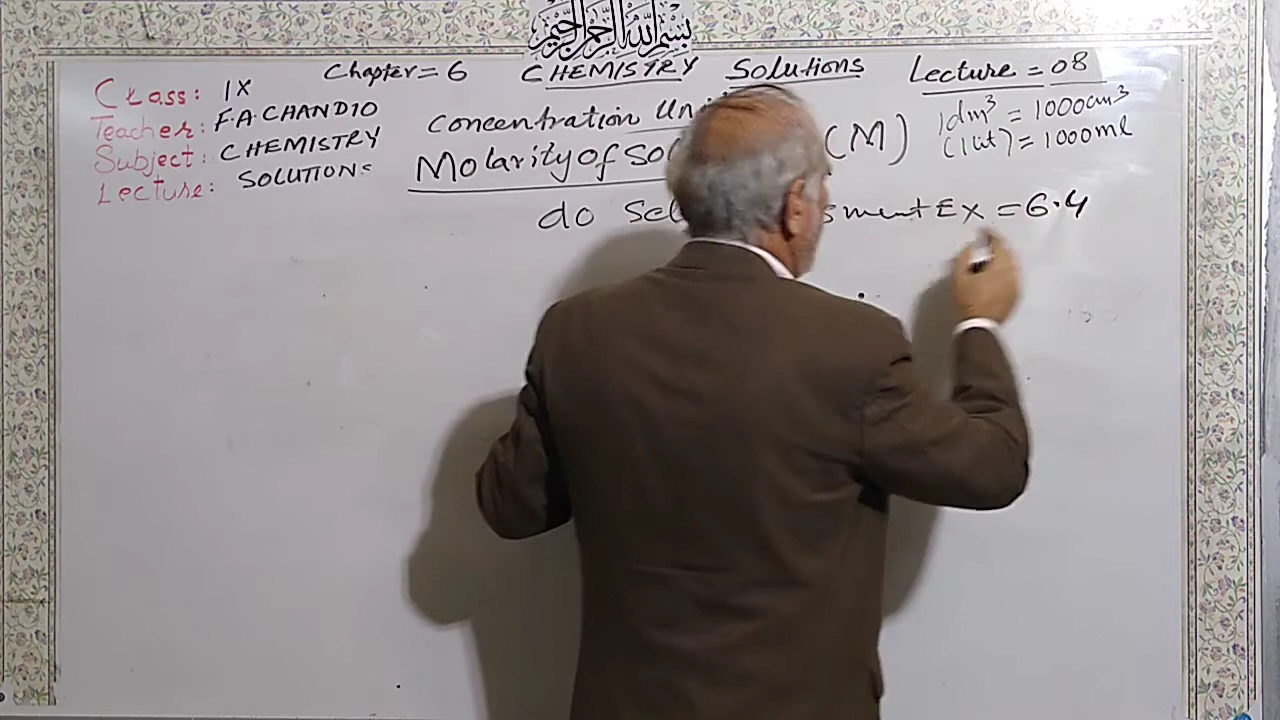 بسم الله الرحمن الرحيم
Chapter = 6 CHEMISTRY Solutions Lecture = 08
Class: IX
Teacher: F.A.CHANDIO
Subject: CHEMISTRY
Lecture: SOLUTION=
Concentration
Molarity of (M)
1dm³ = 1000cm³
(1lit) = 1000ml
do Ex = 6.4